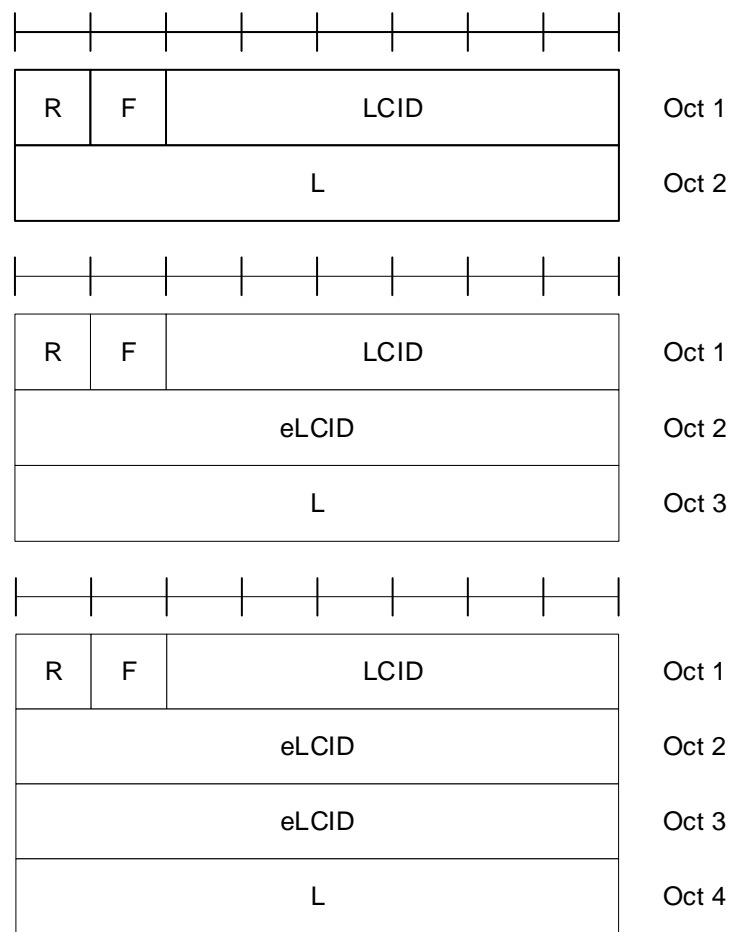 R F LCID Oct 1
L Oct 2
R F LCID Oct 1
eLCID Oct 2
L Oct 3
R F LCID Oct 1
eLCID Oct 2
eLCID Oct 3
L Oct 4